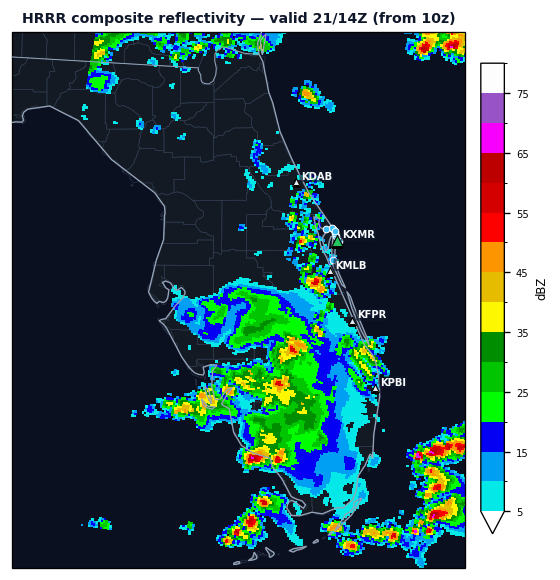 HRRR composite reflectivity — valid 21/14Z (from 10z)
KDAB
KXMR
KMLB
KFPR
KPBI
75
65
55
45
35
25
15
5
dBZ